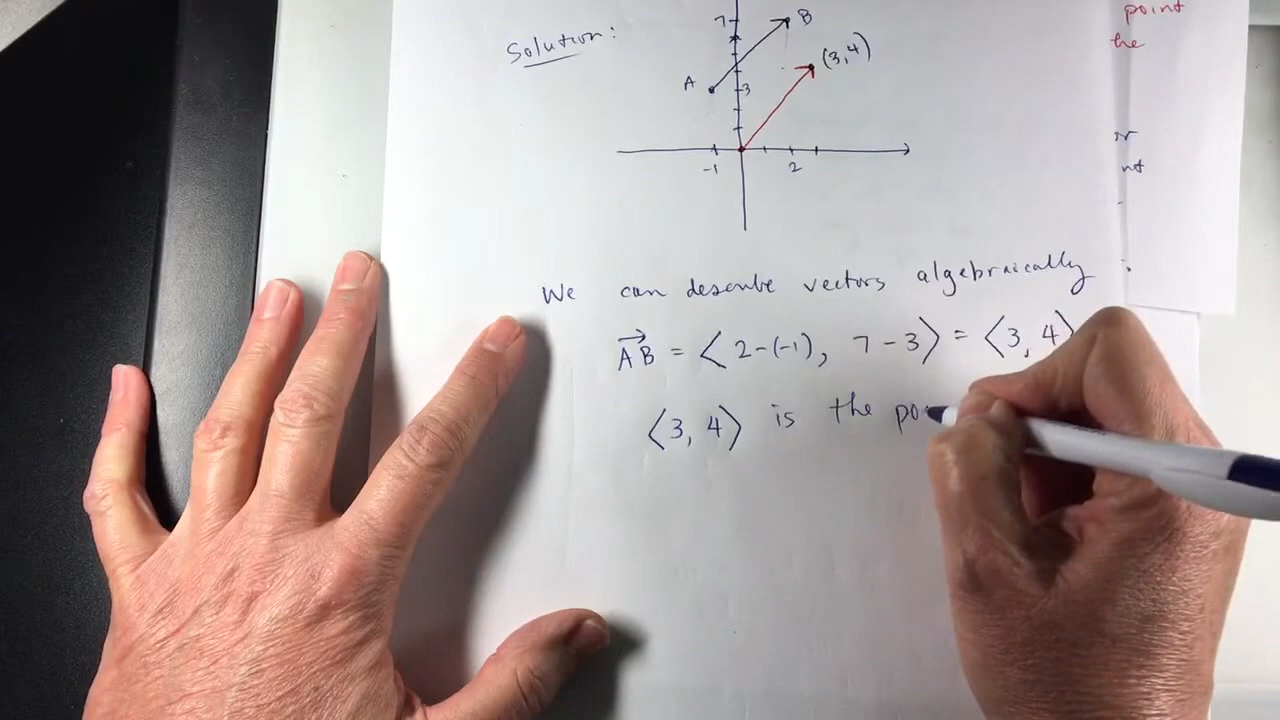 point
the
Solution:
7
B
(3,4)
A
3
-1
2
We can describe vectors algebraically :
AB = ⟨2-(-1), 7-3⟩ = ⟨3, 4⟩
⟨3, 4⟩ is the po